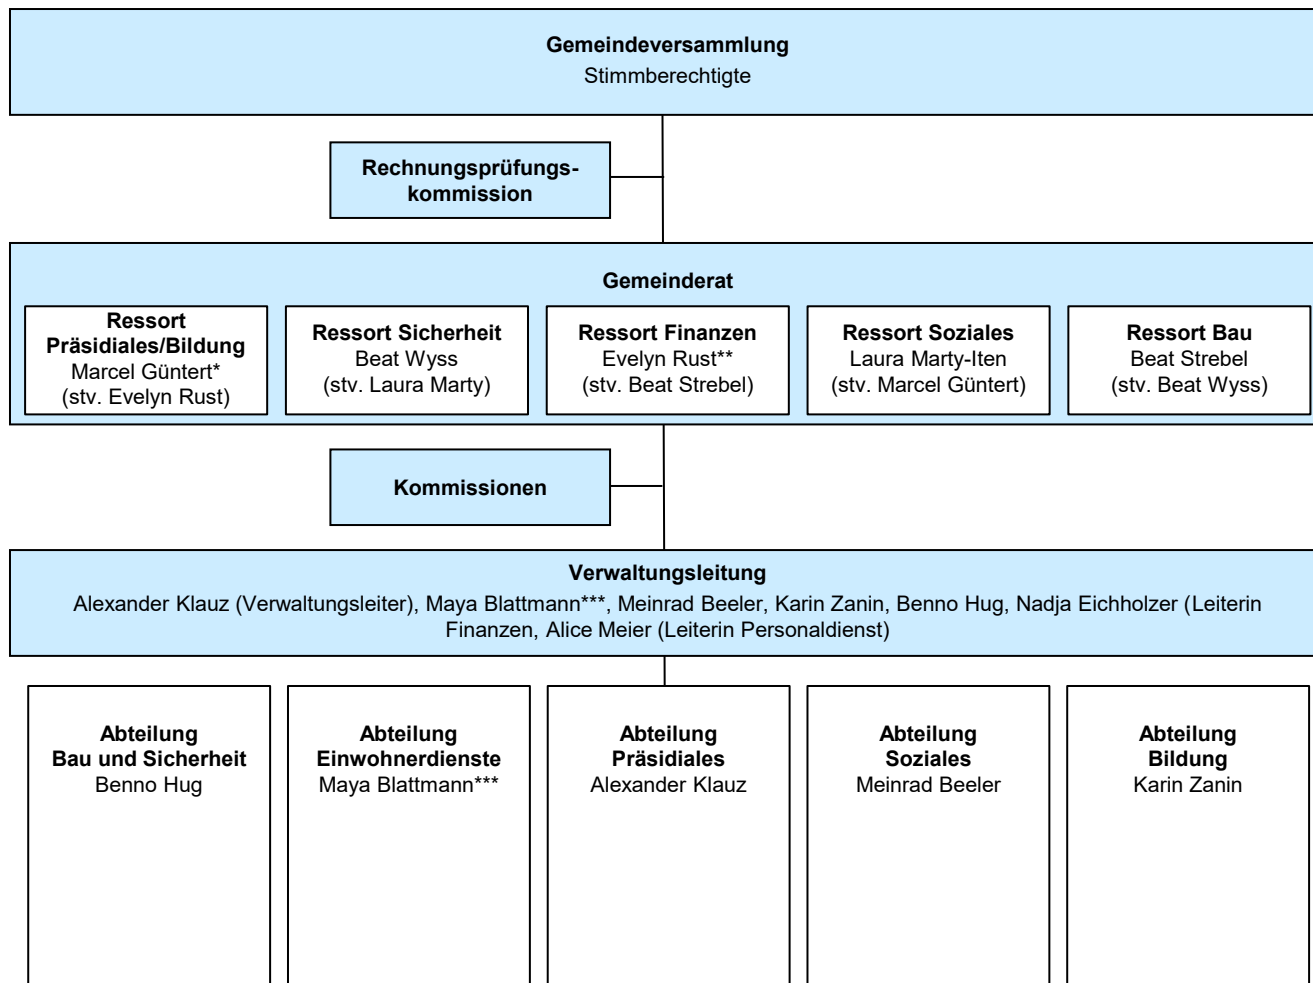 Gemeindeversammlung
Stimmberechtigte
Rechnungsprüfungs-
kommission
Gemeinderat
Ressort
Präsidiales/Bildung
Marcel Güntert*
(stv. Evelyn Rust)
Ressort Sicherheit
Beat Wyss
(stv. Laura Marty)
Ressort Finanzen
Evelyn Rust**
(stv. Beat Strebel)
Ressort Soziales
Laura Marty-Iten
(stv. Marcel Güntert)
Ressort Bau
Beat Strebel
(stv. Beat Wyss)
Kommissionen
Verwaltungsleitung
Alexander Klauz (Verwaltungsleiter), Maya Blattmann***, Meinrad Beeler, Karin Zanin, Benno Hug, Nadja Eichholzer (Leiterin
Finanzen, Alice Meier (Leiterin Personaldienst)
Abteilung
Bau und Sicherheit
Benno Hug
Abteilung
Einwohnerdienste
Maya Blattmann***
Abteilung
Präsidiales
Alexander Klauz
Abteilung
Soziales
Meinrad Beeler
Abteilung
Bildung
Karin Zanin